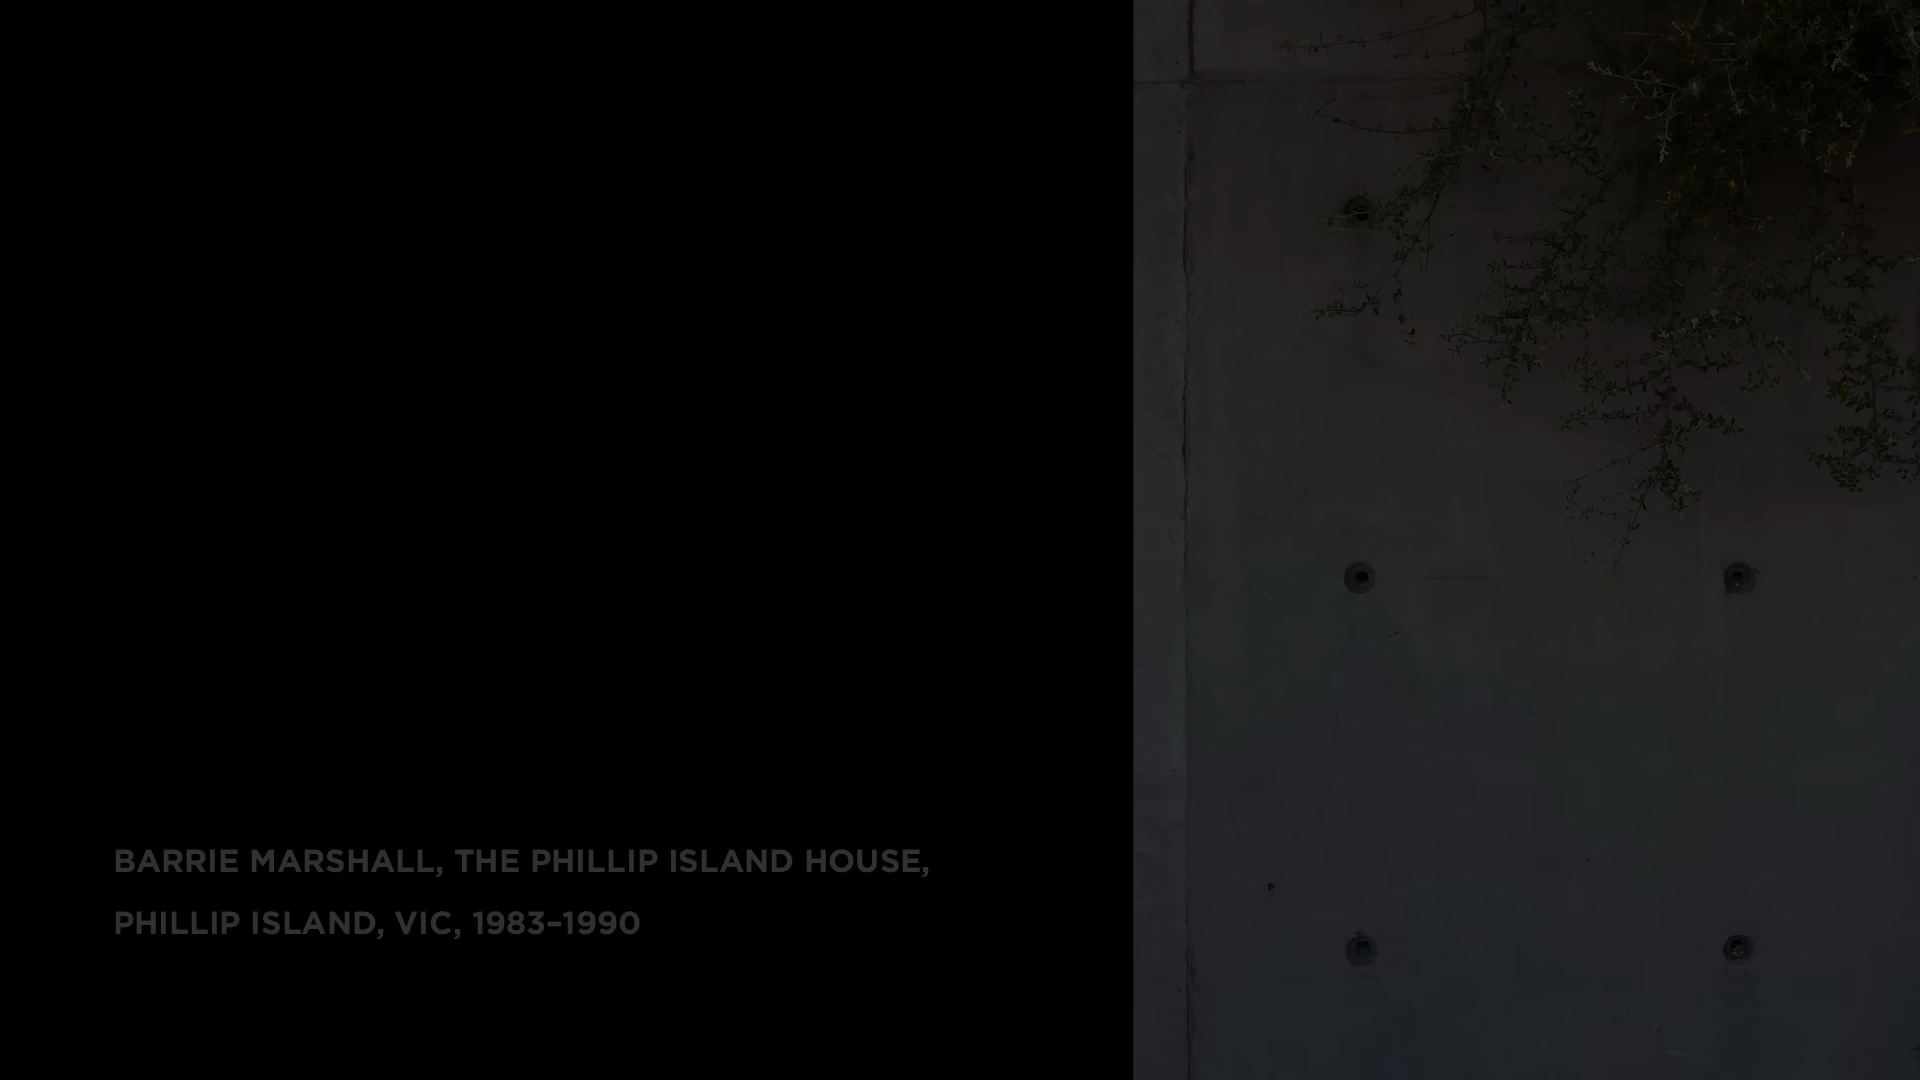 BARRIE MARSHALL, THE PHILLIP ISLAND HOUSE,
PHILLIP ISLAND, VIC, 1983–1990